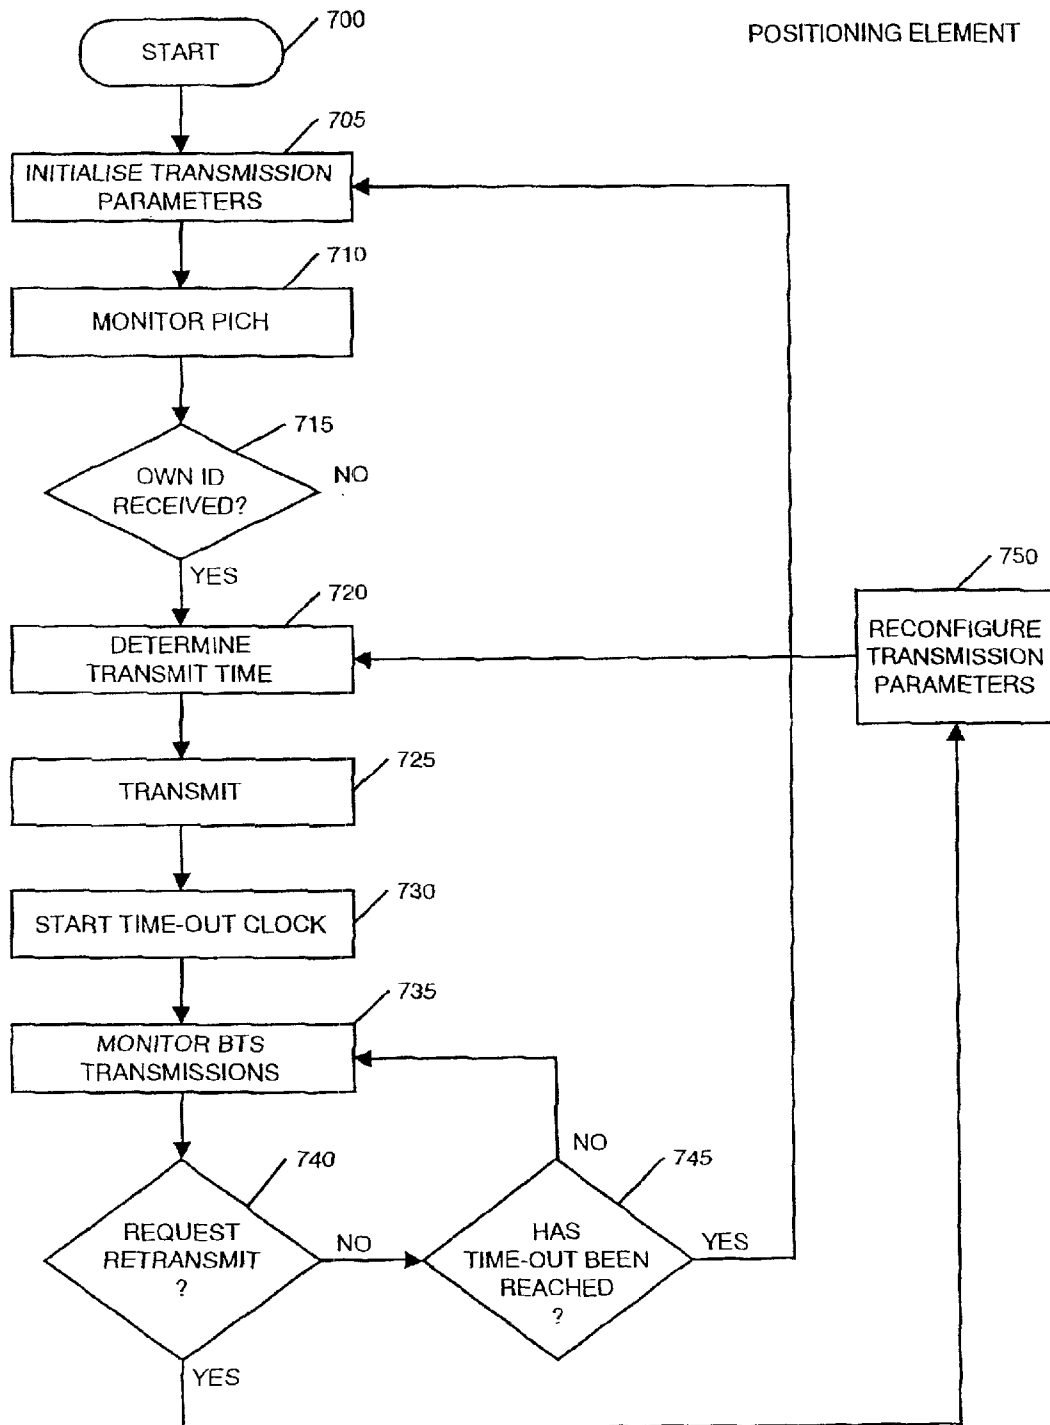 700
START
POSITIONING ELEMENT
705
INITIALISE TRANSMISSION
PARAMETERS
710
MONITOR PICH
715
OWN ID
RECEIVED?
NO
YES
720
DETERMINE
TRANSMIT TIME
750
RECONFIGURE
TRANSMISSION
PARAMETERS
725
TRANSMIT
730
START TIME-OUT CLOCK
735
MONITOR BTS
TRANSMISSIONS
740
REQUEST
RETRANSMIT
?
NO
NO
745
HAS
TIME-OUT BEEN
REACHED
?
YES
YES